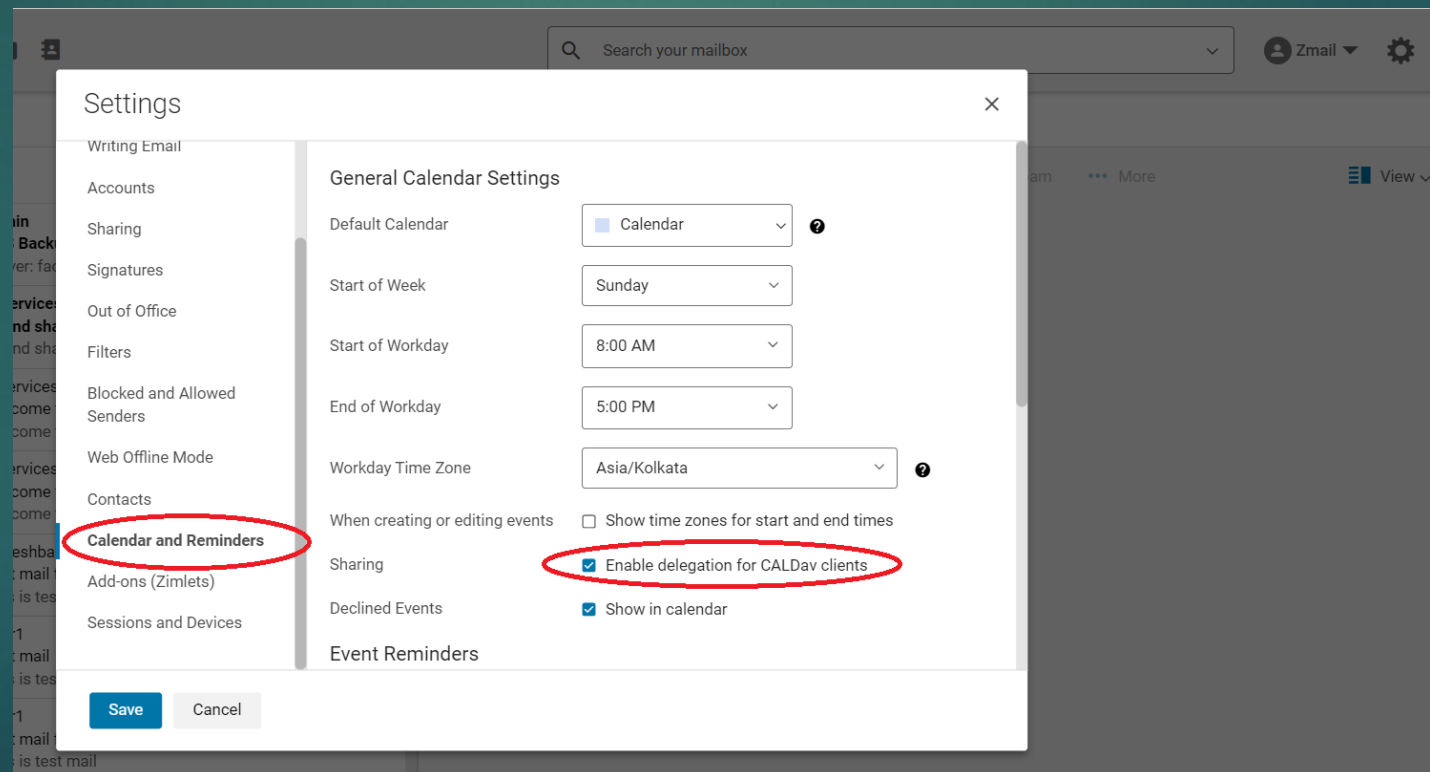 Search your mailbox
Zmail
Settings
Writing Email
Accounts
Sharing
Signatures
Out of Office
Filters
Blocked and Allowed
Senders
Web Offline Mode
Contacts
Calendar and Reminders
Add-ons (Zimlets)
Sessions and Devices
General Calendar Settings
Default Calendar
Calendar
Start of Week
Sunday
Start of Workday
8:00 AM
End of Workday
5:00 PM
Workday Time Zone
Asia/Kolkata
When creating or editing events
Show time zones for start and end times
Sharing
Enable delegation for CALDav clients
Declined Events
Show in calendar
Event Reminders
Save
Cancel
More
View
mail
is test mail